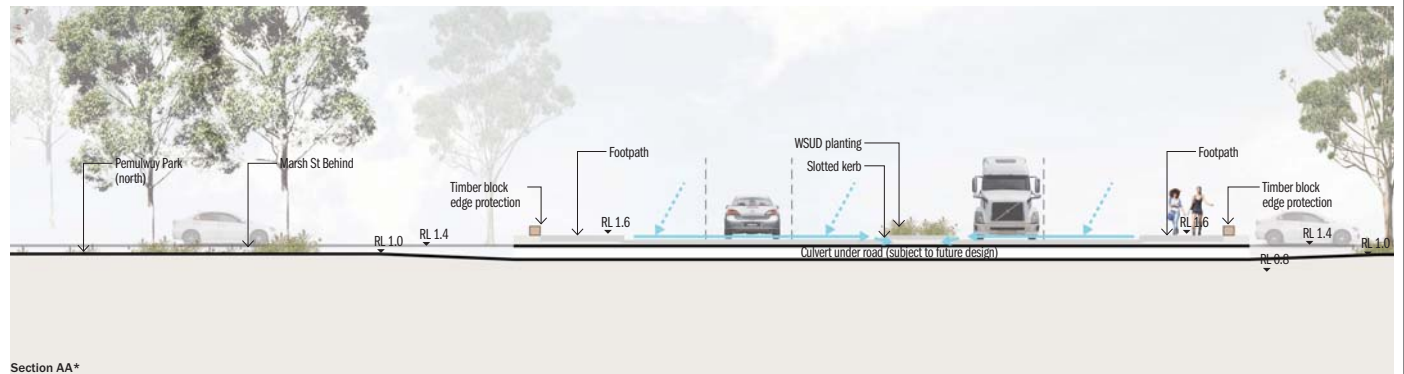 Pemulwuy Park
(north)
Marsh St Behind
RL 1.0
RL 1.4
Timber block
edge protection
Footpath
RL 1.6
WSUD planting
Slotted kerb
Culvert under road (subject to future design)
Footpath
RL 1.6
Timber block
edge protection
RL 1.4
RL 1.0
RL 0.8
Section AA*